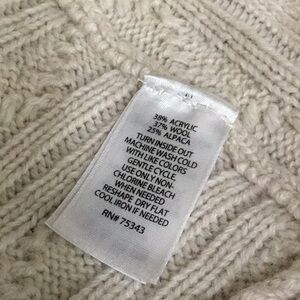 38% ACRYLIC
37% WOOL
25% ALPACA
TURN INSIDE OUT
MACHINE WASH COLD
WITH LIKE COLORS
GENTLE CYCLE,
USE ONLY NON-
CHLORINE BLEACH
WHEN NEEDED
RESHAPE DRY FLAT
COOL IRON IF NEEDED
RN# 75343